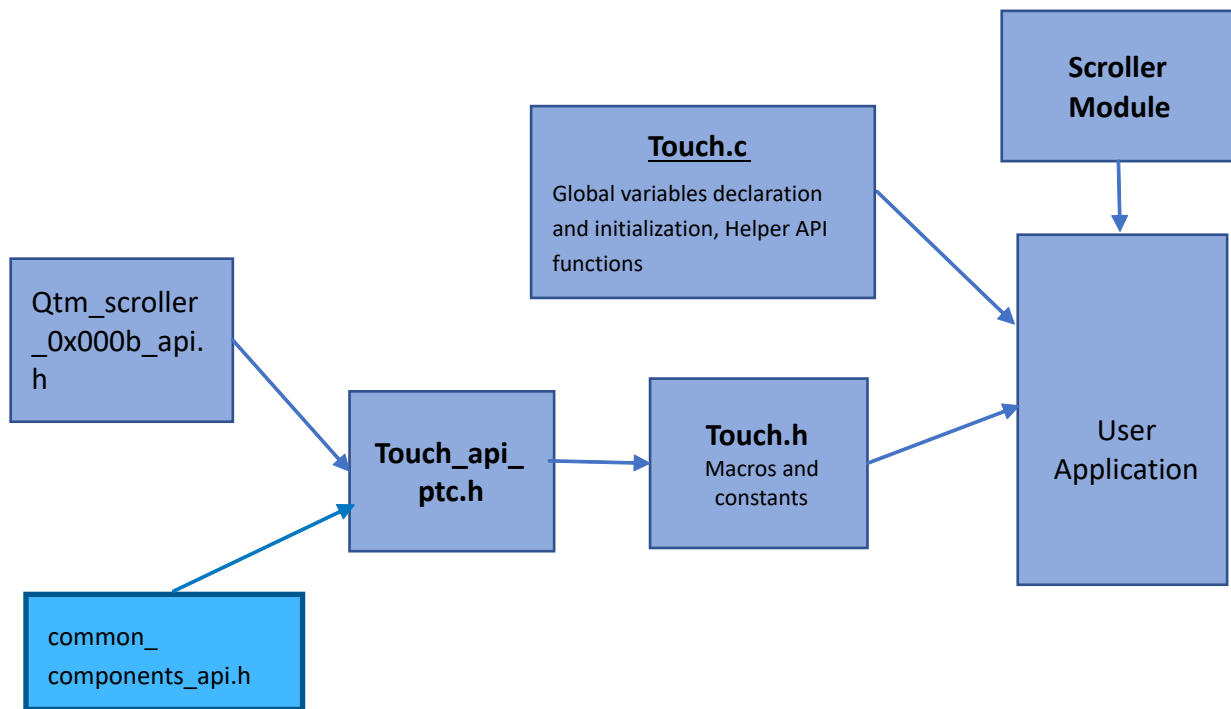 Scroller
Module
Touch.c
Global variables declaration
and initialization, Helper API
functions
Qtm_scroller
_0x000b_api.
h
Touch_api_
ptc.h
Touch.h
Macros and
constants
User
Application
common_
components_api.h